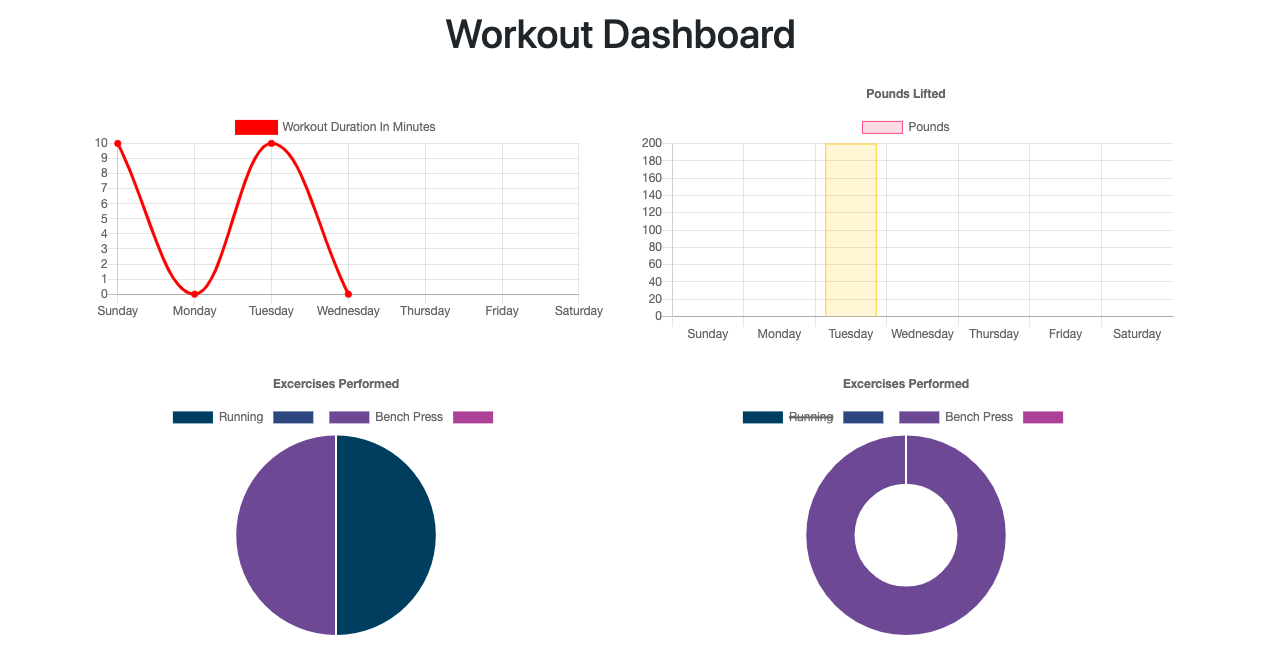 Workout Dashboard
Workout Duration In Minutes
10
9
8
7
6
5
4
3
2
1
0
Sunday Monday Tuesday Wednesday Thursday Friday Saturday
Pounds Lifted
Pounds
200
180
160
140
120
100
80
60
40
20
0
Sunday Monday Tuesday Wednesday Thursday Friday Saturday
Excercises Performed
Running Bench Press
Excercises Performed
Running Bench Press